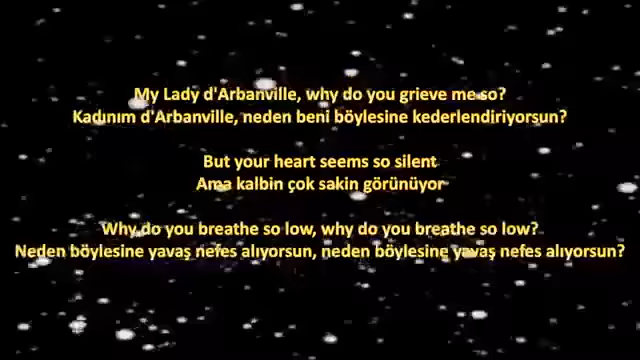 My Lady d'Arbanville, why do you grieve me so?
Kadınım d'Arbanville, neden beni böylesine kederlendiriyorsun?
But your heart seems so silent
Ama kalbin çok sakin görünüyor
Why do you breathe so low, why do you breathe so low?
Neden böylesine yavaş nefes alıyorsun, neden böylesine yavaş nefes alıyorsun?